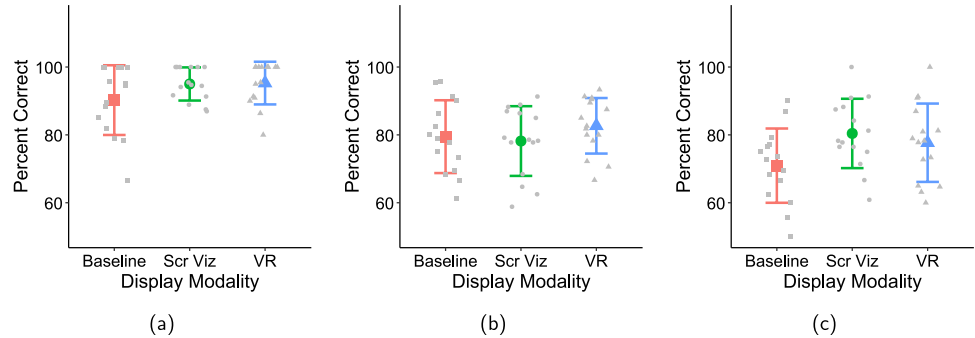 Percent Correct
100
80
60
Baseline Scr Viz VR
Display Modality
(a)
Percent Correct
100
80
60
Baseline Scr Viz VR
Display Modality
(b)
Percent Correct
100
80
60
Baseline Scr Viz VR
Display Modality
(c)